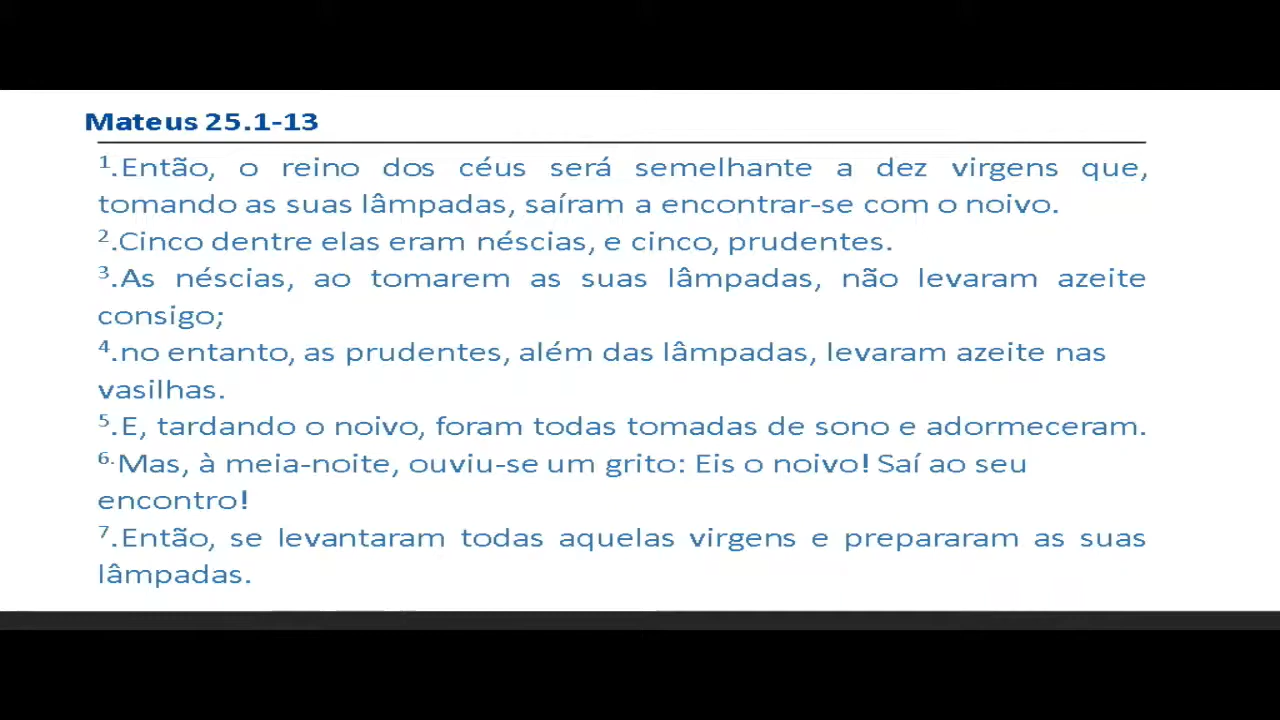 Mateus 25.1-13
¹.Então, o reino dos céus será semelhante a dez virgens que,
tomando as suas lâmpadas, saíram a encontrar-se com o noivo.
².Cinco dentre elas eram néscias, e cinco, prudentes.
³.As néscias, ao tomarem as suas lâmpadas, não levaram azeite
consigo;
⁴.no entanto, as prudentes, além das lâmpadas, levaram azeite nas
vasilhas.
⁵.E, tardando o noivo, foram todas tomadas de sono e adormeceram.
⁶·Mas, à meia-noite, ouviu-se um grito: Eis o noivo! Saí ao seu
encontro!
⁷.Então, se levantaram todas aquelas virgens e prepararam as suas
lâmpadas.